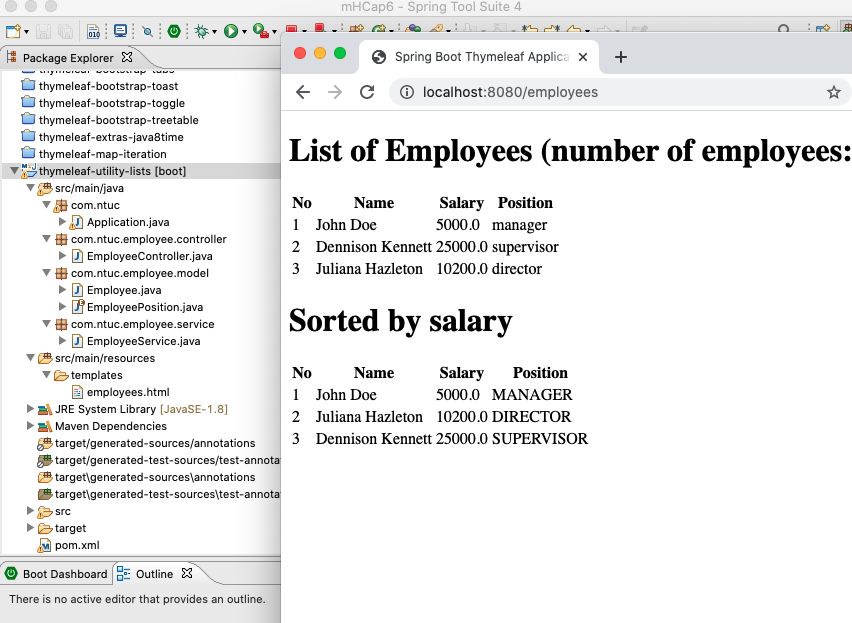 mHCap6 - Spring Tool Suite 4
Package Explorer
thymeleaf-bootstrap-tabs
thymeleaf-bootstrap-toast
thymeleaf-bootstrap-toggle
thymeleaf-bootstrap-treetable
thymeleaf-extras-java8time
thymeleaf-map-iteration
thymeleaf-utility-lists [boot]
src/main/java
com.ntuc
Application.java
com.ntuc.employee.controller
EmployeeController.java
com.ntuc.employee.model
Employee.java
EmployeePosition.java
com.ntuc.employee.service
EmployeeService.java
src/main/resources
templates
employees.html
JRE System Library [JavaSE-1.8]
Maven Dependencies
target/generated-sources/annotations
target/generated-test-sources/test-annota
target\generated-sources\annotations
target\generated-test-sources\test-annota
src
target
pom.xml
Boot Dashboard Outline
There is no active editor that provides an outline.
Spring Boot Thymeleaf Applica
localhost:8080/employees
List of Employees (number of employees:
No Name Salary Position
1 John Doe 5000.0 manager
2 Dennison Kennett 25000.0 supervisor
3 Juliana Hazleton 10200.0 director
Sorted by salary
No Name Salary Position
1 John Doe 5000.0 MANAGER
2 Juliana Hazleton 10200.0 DIRECTOR
3 Dennison Kennett 25000.0 SUPERVISOR